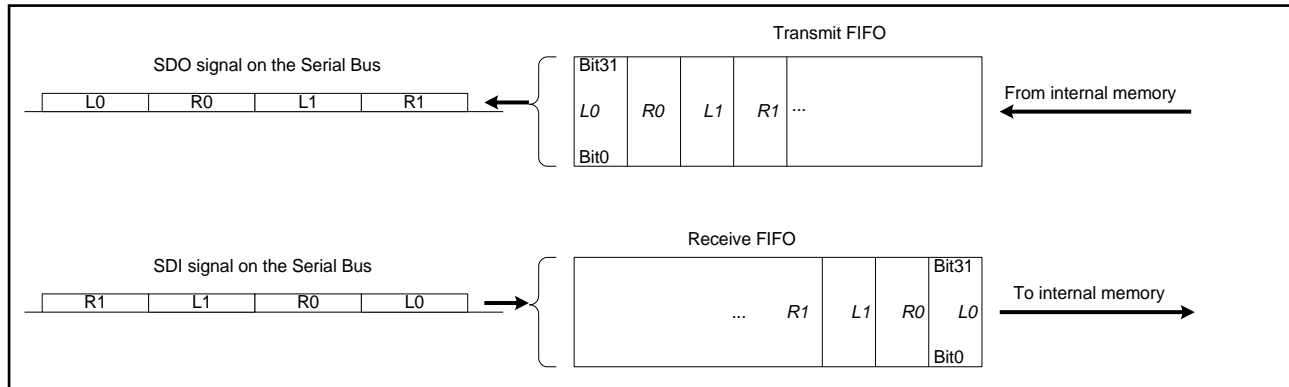 Transmit FIFO
SDO signal on the Serial Bus
L0 R0 L1 R1
Bit31
L0 R0 L1 R1 ...
Bit0
From internal memory
Receive FIFO
SDI signal on the Serial Bus
R1 L1 R0 L0
Bit31
... R1 L1 R0 L0
Bit0
To internal memory